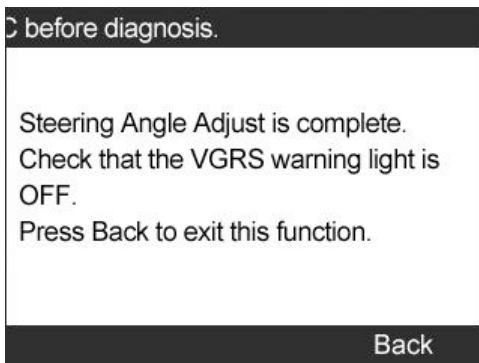 C before diagnosis.
Steering Angle Adjust is complete.
Check that the VGRS warning light is
OFF.
Press Back to exit this function.
Back